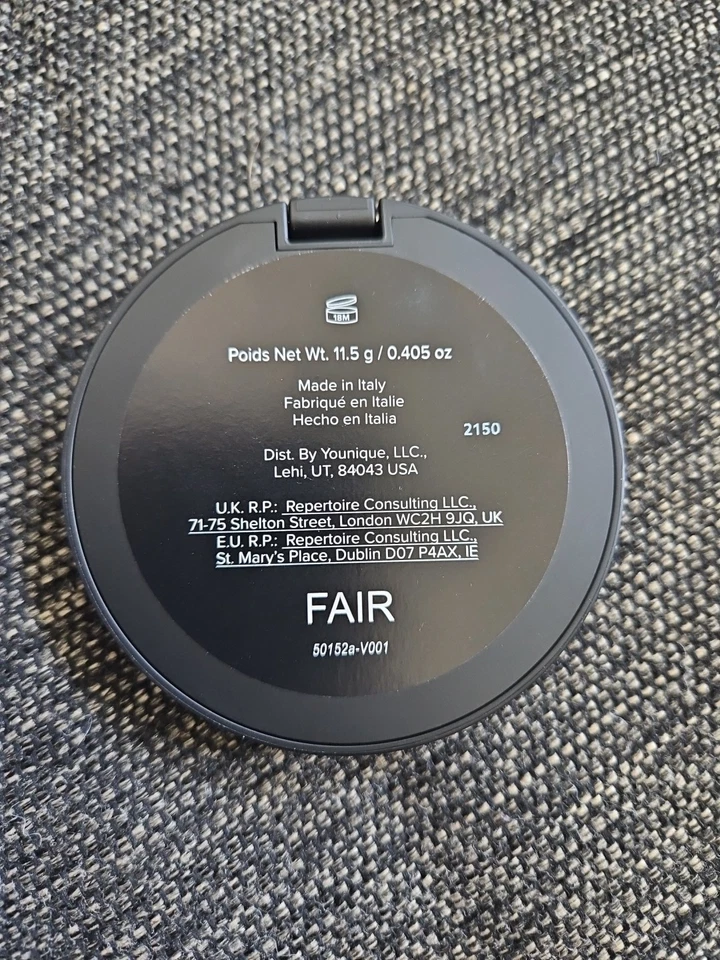 18M
Poids Net Wt. 11.5 g / 0.405 oz
Made in Italy
Fabriqué en Italie
Hecho en Italia
2150
Dist. By Younique, LLC.,
Lehi, UT, 84043 USA
U.K. R.P.: Repertoire Consulting LLC.,
71-75 Shelton Street, London WC2H 9JQ, UK
E.U. R.P.: Repertoire Consulting LLC.,
St. Mary's Place, Dublin D07 P4AX, IE
FAIR
50152a-V001